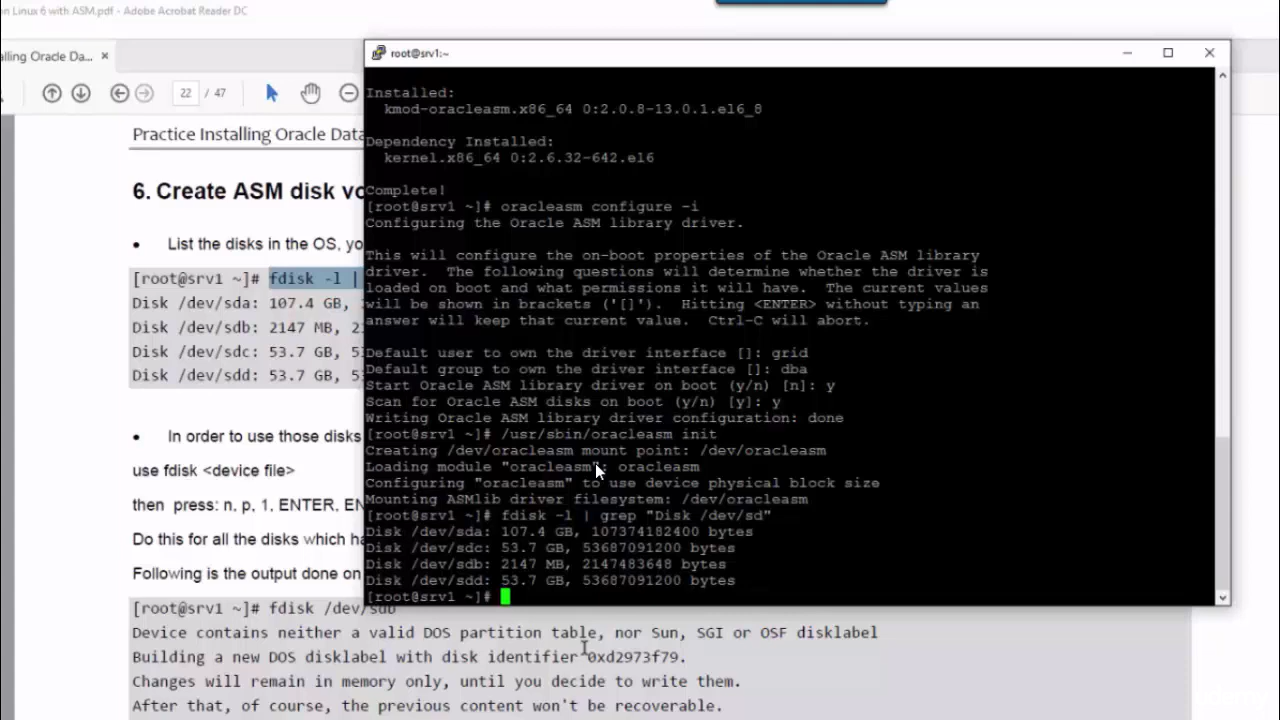 on Linux 6 with ASM.pdf - Adobe Acrobat Reader DC
alling Oracle Da... ×
22 / 47
Practice Installing Oracle Data
6. Create ASM disk vo
• List the disks in the OS, yo
[root@srv1 ~]# fdisk -l |
Disk /dev/sda: 107.4 GB, 1
Disk /dev/sdb: 2147 MB, 2
Disk /dev/sdc: 53.7 GB, 5
Disk /dev/sdd: 53.7 GB, 5
• In order to use those disks
use fdisk <device file>
then press: n, p, 1, ENTER, EN
Do this for all the disks which ha
Following is the output done on
[root@srv1 ~]# fdisk /dev/sdb
Device contains neither a valid DOS partition table, nor Sun, SGI or OSF disklabel
Building a new DOS disklabel with disk identifier 0xd2973f79.
Changes will remain in memory only, until you decide to write them.
After that, of course, the previous content won't be recoverable.
root@srv1:~
Installed:
kmod-oracleasm.x86_64 0:2.0.8-13.0.1.el6_8
Dependency Installed:
kernel.x86_64 0:2.6.32-642.el6
Complete!
[root@srv1 ~]# oracleasm configure -i
Configuring the Oracle ASM library driver.
This will configure the on-boot properties of the Oracle ASM library
driver. The following questions will determine whether the driver is
loaded on boot and what permissions it will have. The current values
will be shown in brackets ('[]'). Hitting <ENTER> without typing an
answer will keep that current value. Ctrl-C will abort.
Default user to own the driver interface []: grid
Default group to own the driver interface []: dba
Start Oracle ASM library driver on boot (y/n) [n]: y
Scan for Oracle ASM disks on boot (y/n) [y]: y
Writing Oracle ASM library driver configuration: done
[root@srv1 ~]# /usr/sbin/oracleasm init
Creating /dev/oracleasm mount point: /dev/oracleasm
Loading module "oracleasm": oracleasm
Configuring "oracleasm" to use device physical block size
Mounting ASMlib driver filesystem: /dev/oracleasm
[root@srv1 ~]# fdisk -l | grep "Disk /dev/sd"
Disk /dev/sda: 107.4 GB, 107374182400 bytes
Disk /dev/sdc: 53.7 GB, 53687091200 bytes
Disk /dev/sdb: 2147 MB, 2147483648 bytes
Disk /dev/sdd: 53.7 GB, 53687091200 bytes
[root@srv1 ~]#